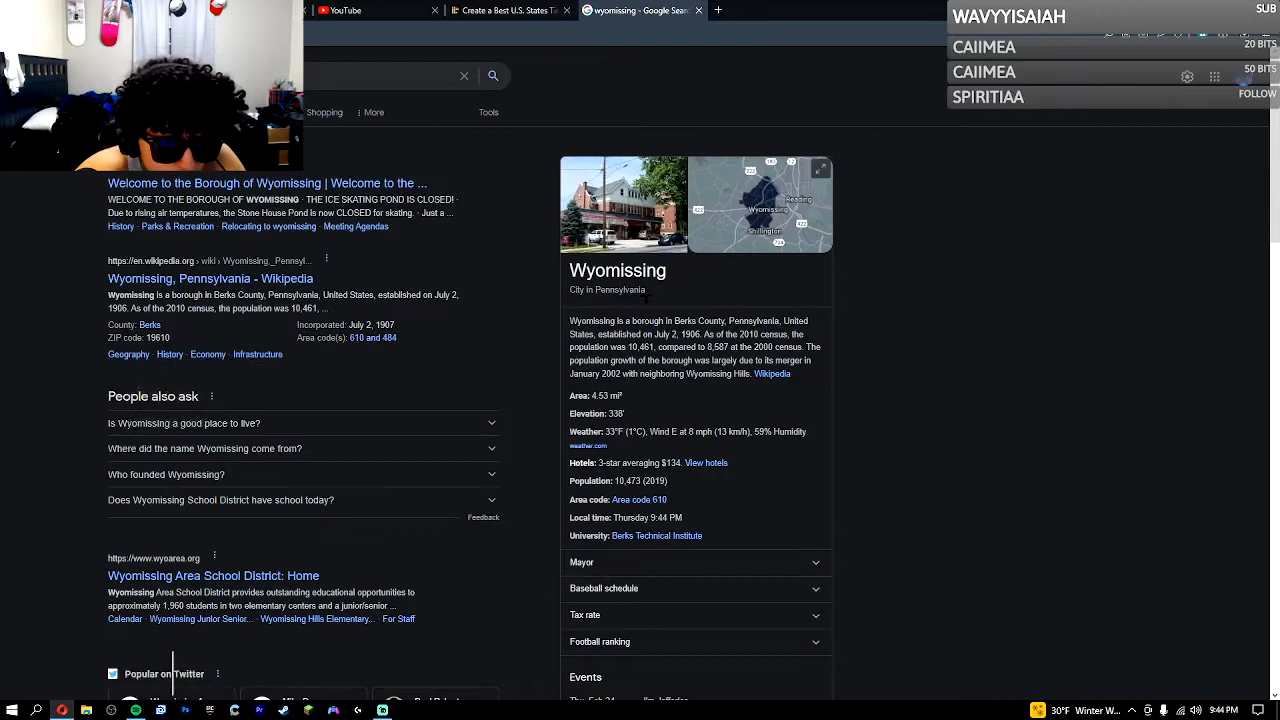 YouTube
Create a Best U.S. States Ti
wyomissing - Google Sear
WAVYYISAIAH SUB
CAIIMEA 20 BITS
CAIIMEA 50 BITS
SPIRITIAA FOLLOW
Shopping
More
Tools
Welcome to the Borough of Wyomissing | Welcome to the ...
WELCOME TO THE BOROUGH OF WYOMISSING · THE ICE SKATING POND IS CLOSED! ·
Due to rising air temperatures, the Stone House Pond is now CLOSED for skating. · Just a ...
History · Parks & Recreation · Relocating to wyomissing · Meeting Agendas
https://en.wikipedia.org › wiki › Wyomissing,_Pennsyl...
Wyomissing, Pennsylvania - Wikipedia
Wyomissing is a borough in Berks County, Pennsylvania, United States, established on July 2,
1906. As of the 2010 census, the population was 10,461, ...
County: Berks Incorporated: July 2, 1907
ZIP code: 19610 Area code(s): 610 and 484
Geography · History · Economy · Infrastructure
People also ask
Is Wyomissing a good place to live?
Where did the name Wyomissing come from?
Who founded Wyomissing?
Does Wyomissing School District have school today?
Feedback
https://www.wyoarea.org
Wyomissing Area School District: Home
Wyomissing Area School District provides outstanding educational opportunities to
approximately 1,960 students in two elementary centers and a junior/senior ...
Calendar · Wyomissing Junior Senior... · Wyomissing Hills Elementary... · For Staff
Popular on Twitter
222
183
12
Reading
422
Wyomissing
422
Shillington
724
Wyomissing
City in Pennsylvania
Wyomissing is a borough in Berks County, Pennsylvania, United
States, established on July 2, 1906. As of the 2010 census, the
population was 10,461, compared to 8,587 at the 2000 census. The
population growth of the borough was largely due to its merger in
January 2002 with neighboring Wyomissing Hills. Wikipedia
Area: 4.53 mi²
Elevation: 338′
Weather: 33°F (1°C), Wind E at 8 mph (13 km/h), 59% Humidity
weather.com
Hotels: 3-star averaging $134. View hotels
Population: 10,473 (2019)
Area code: Area code 610
Local time: Thursday 9:44 PM
University: Berks Technical Institute
Mayor
Baseball schedule
Tax rate
Football ranking
Events
30°F Winter W...
9:44 PM